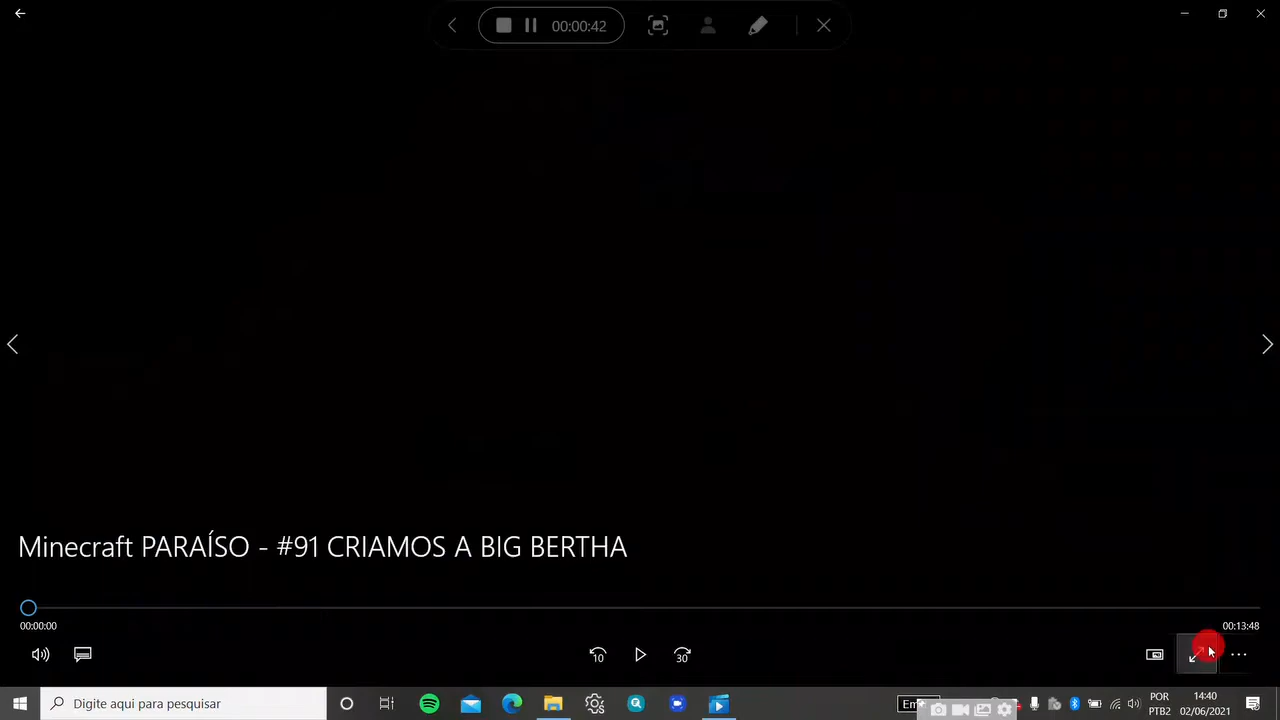 00:00:42
Minecraft PARAÍSO - #91 CRIAMOS A BIG BERTHA
00:00:00
00:13:48
10
30
Digite aqui para pesquisar
POR
PTB2
14:40
02/06/2021